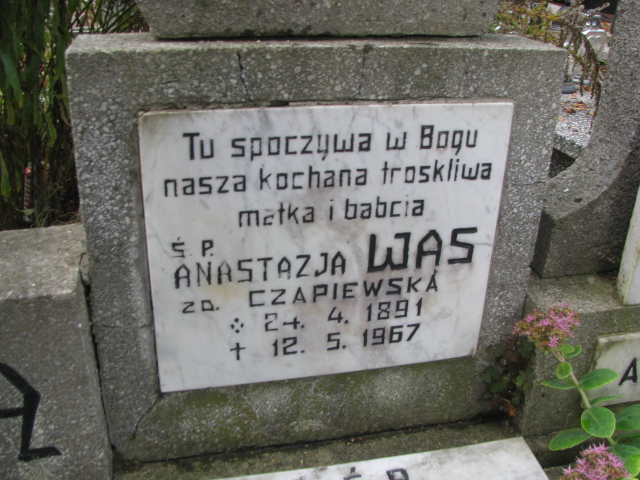 Tu spoczywa w Bogu
nasza kochana troskliwa
matka i babcia
Ś. P.
ANASTAZJA WAS
ZD. CZAPIEWSKA
24. 4. 1891
✝ 12. 5. 1967
Ś P
A